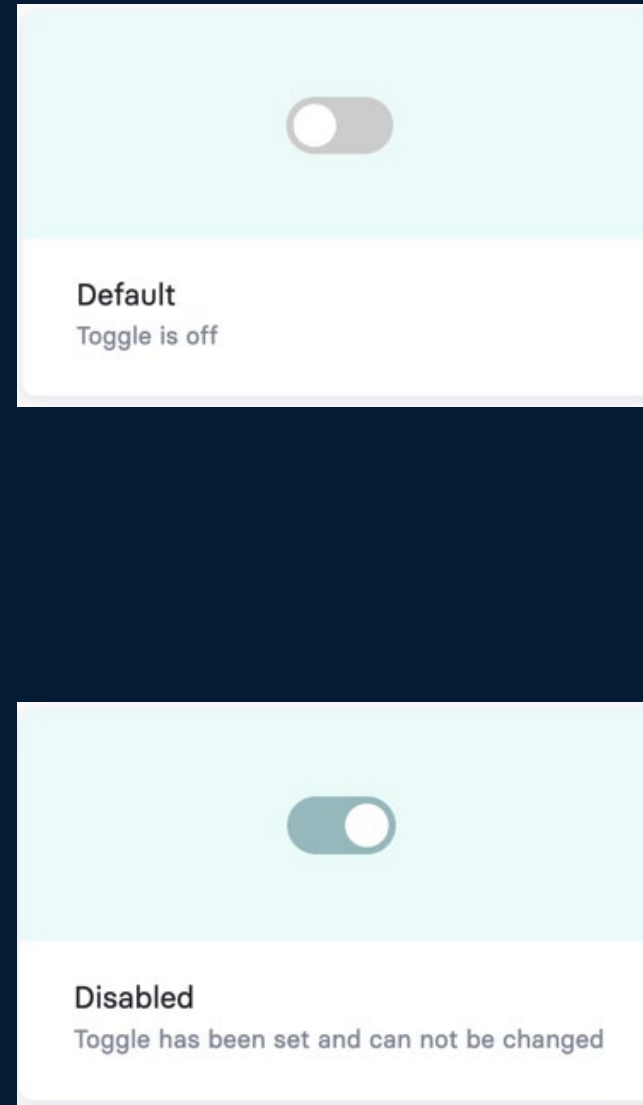 Default
Toggle is off
Disabled
Toggle has been set and can not be changed